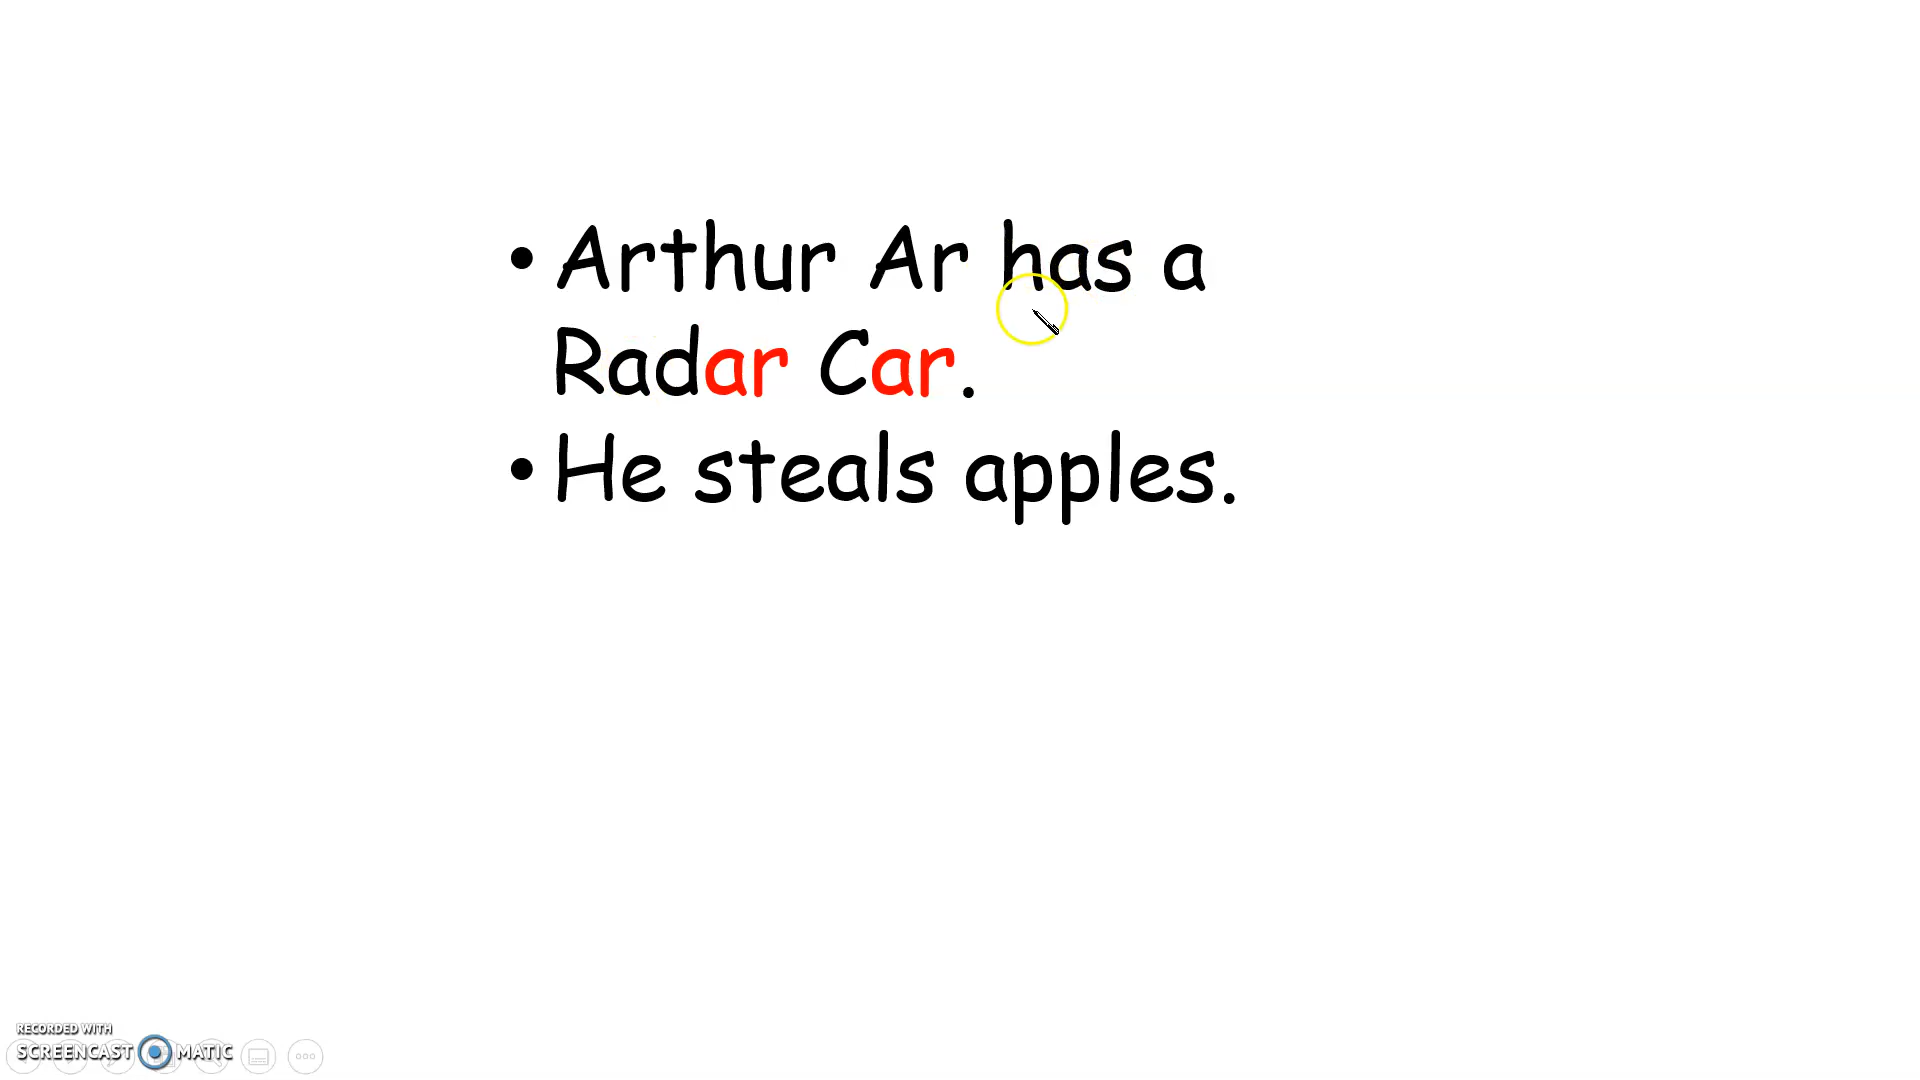 • Arthur Ar has a
Radar Car.
• He steals apples.
RECORDED WITH
SCREENCAST MATIC